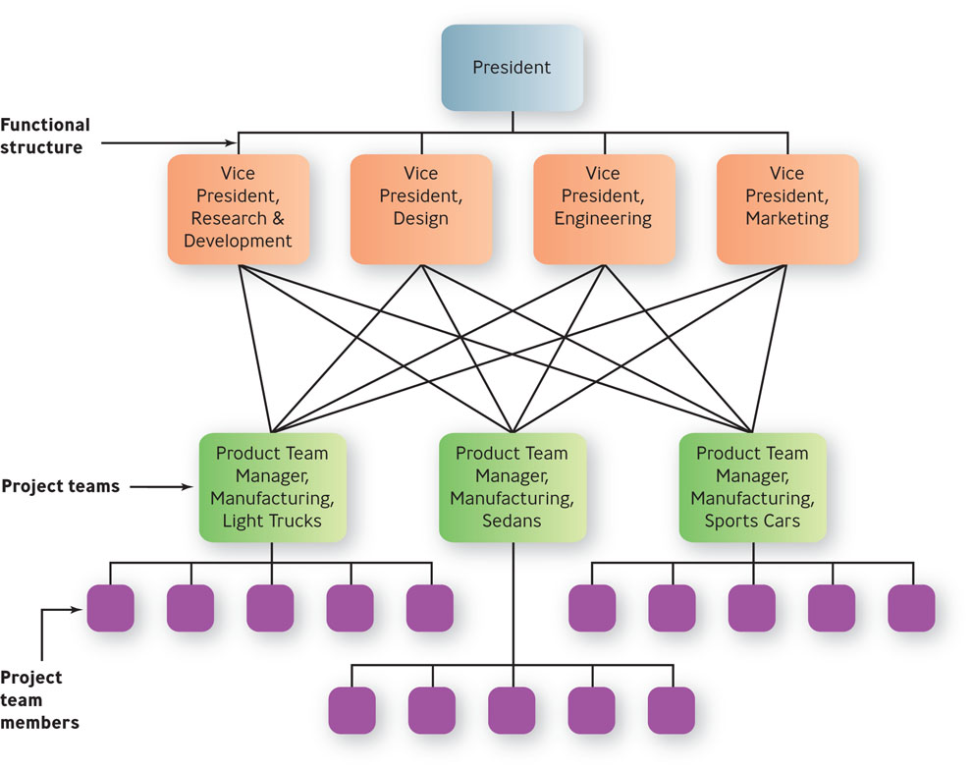 President
Functional
structure
Vice
President,
Research &
Development
Vice
President,
Design
Vice
President,
Engineering
Vice
President,
Marketing
Project teams
Product Team
Manager,
Manufacturing,
Light Trucks
Product Team
Manager,
Manufacturing,
Sedans
Product Team
Manager,
Manufacturing,
Sports Cars
Project
team
members